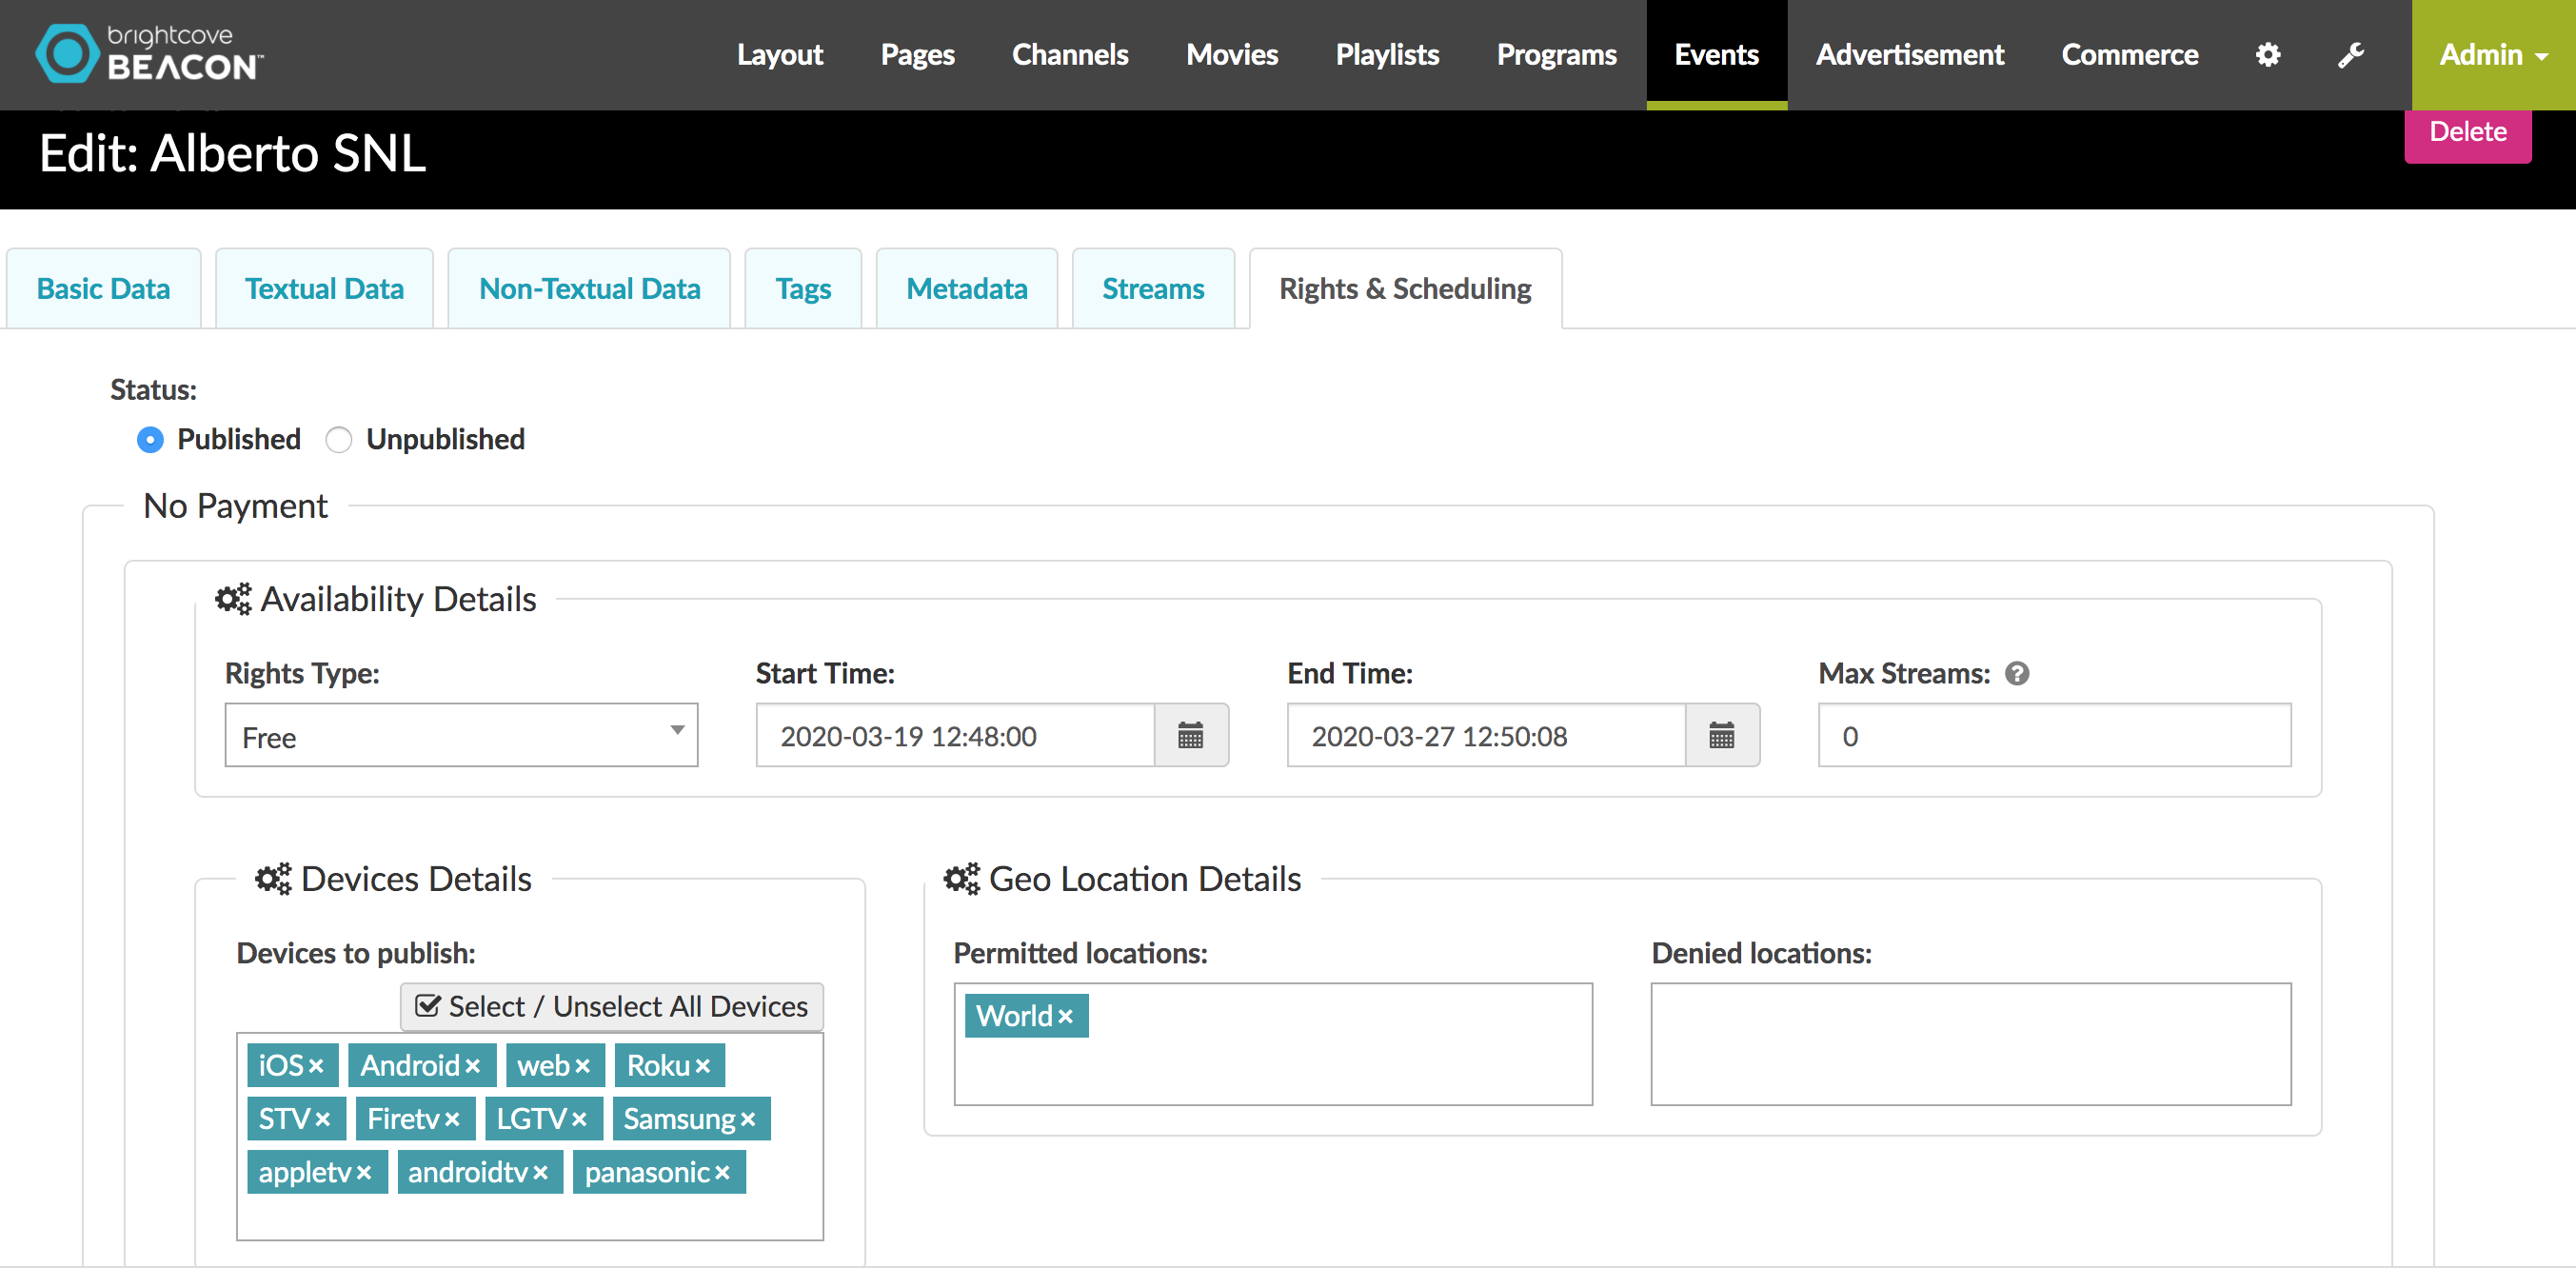 brightcove
BEACON™
Layout Pages Channels Movies Playlists Programs Events Advertisement Commerce Admin
Edit: Alberto SNL
Delete
Basic Data Textual Data Non-Textual Data Tags Metadata Streams Rights & Scheduling
Status:
Published Unpublished
No Payment
Availability Details
Rights Type: Start Time: End Time: Max Streams: ?
Free 2020-03-19 12:48:00 2020-03-27 12:50:08 0
Devices Details Geo Location Details
Devices to publish: Permitted locations: Denied locations:
Select / Unselect All Devices
World×
iOS× Android× web× Roku×
STV× Firetv× LGTV× Samsung×
appletv× androidtv× panasonic×